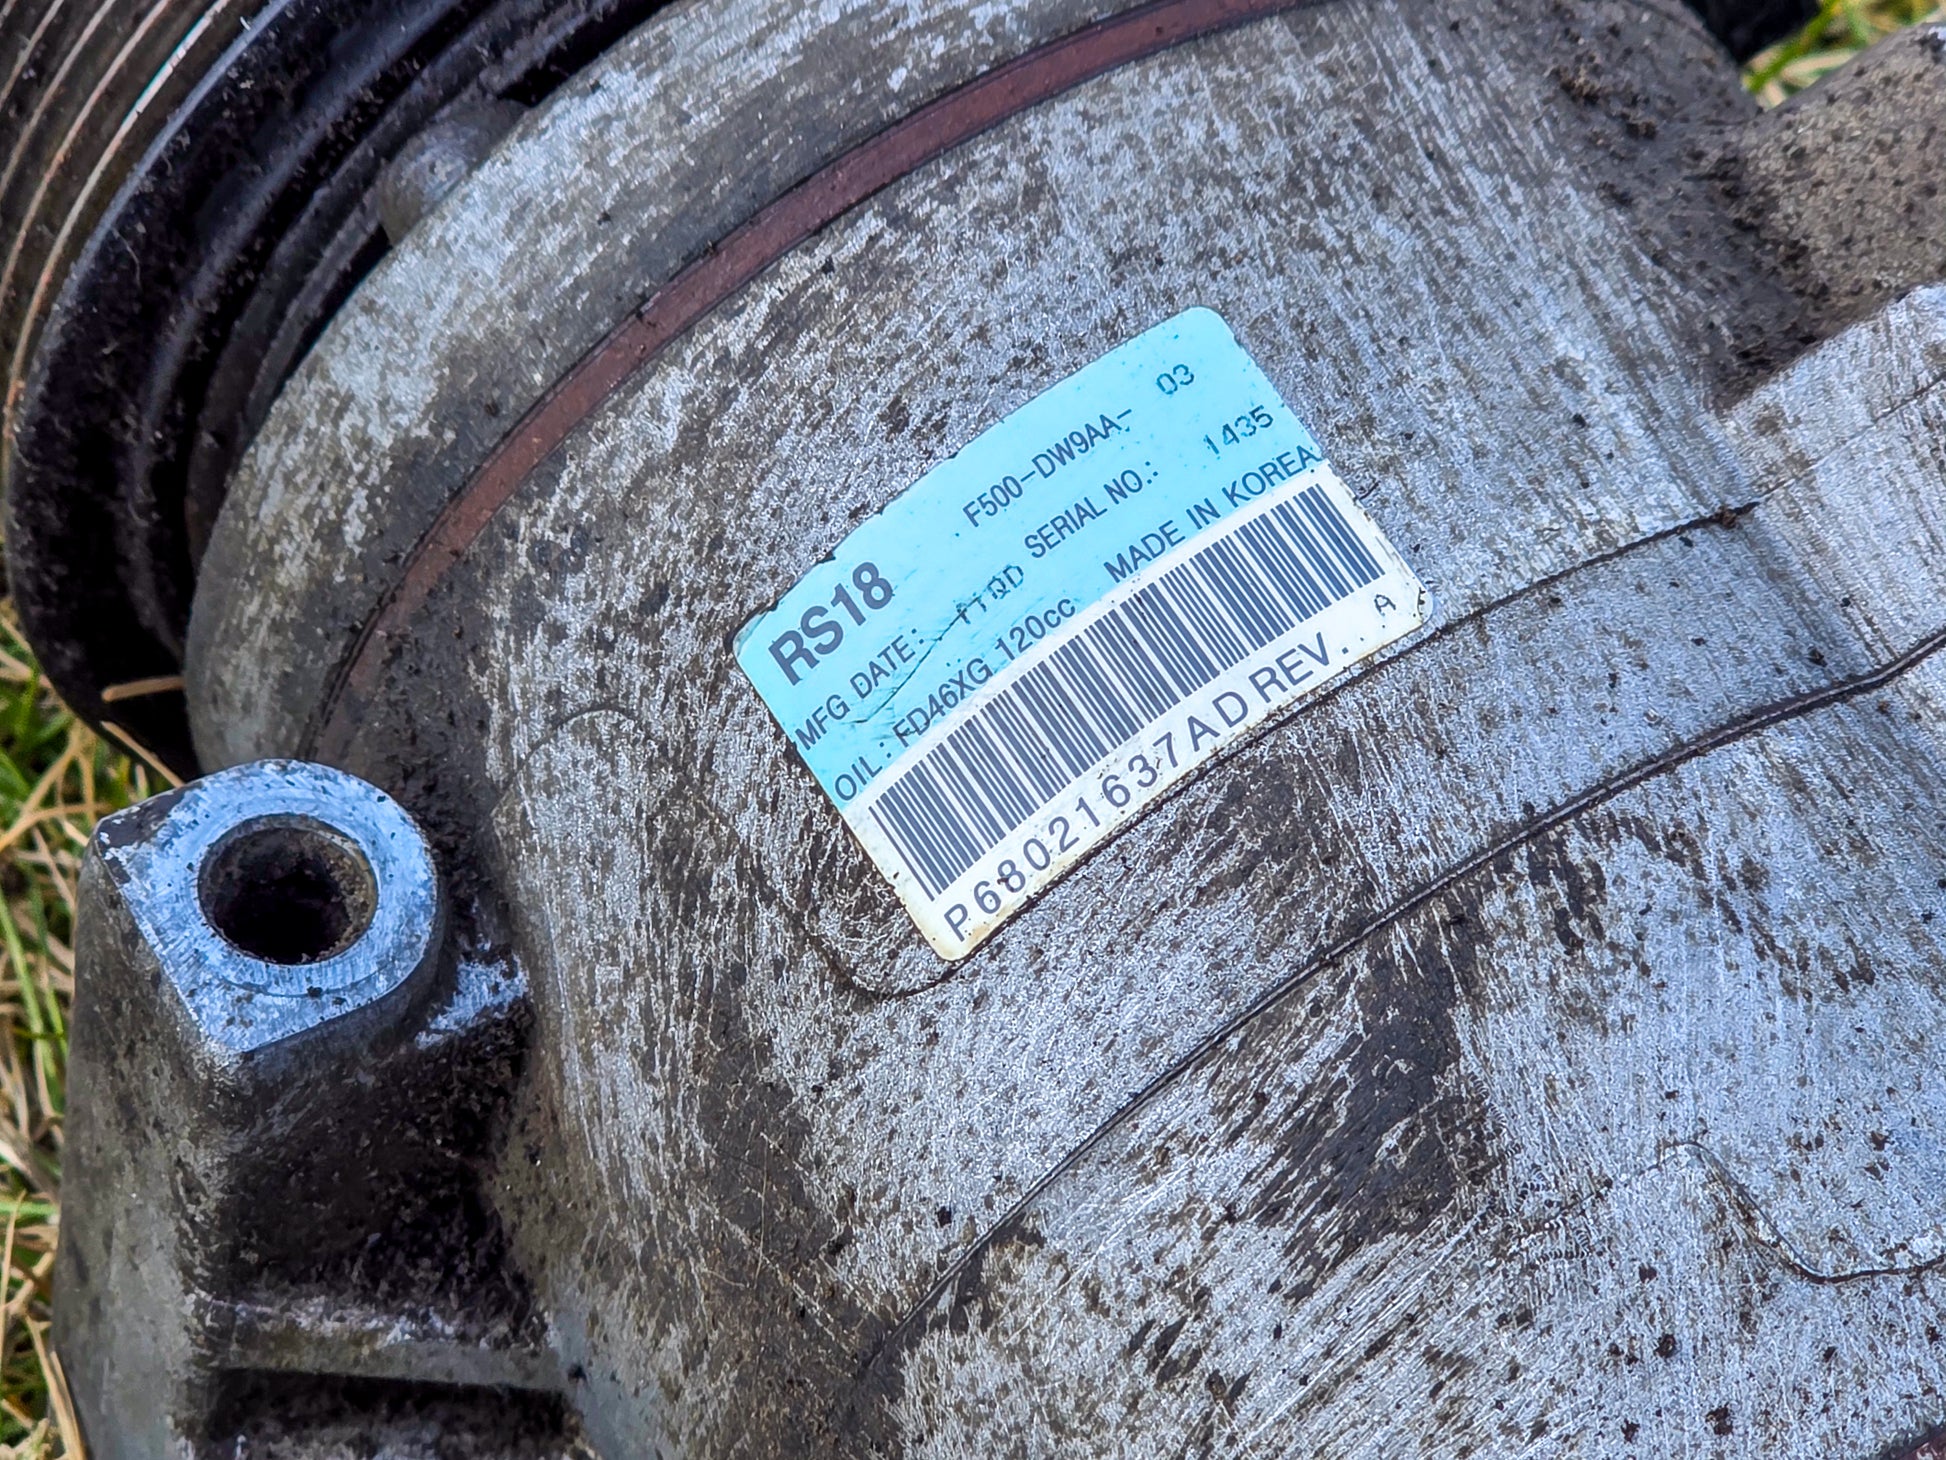 RS18 F500-DW9AA- 03
MFG DATE: 11QD SERIAL NO.: 1435
OIL: FD46XG 120cc MADE IN KOREA
P68021637AD REV. A